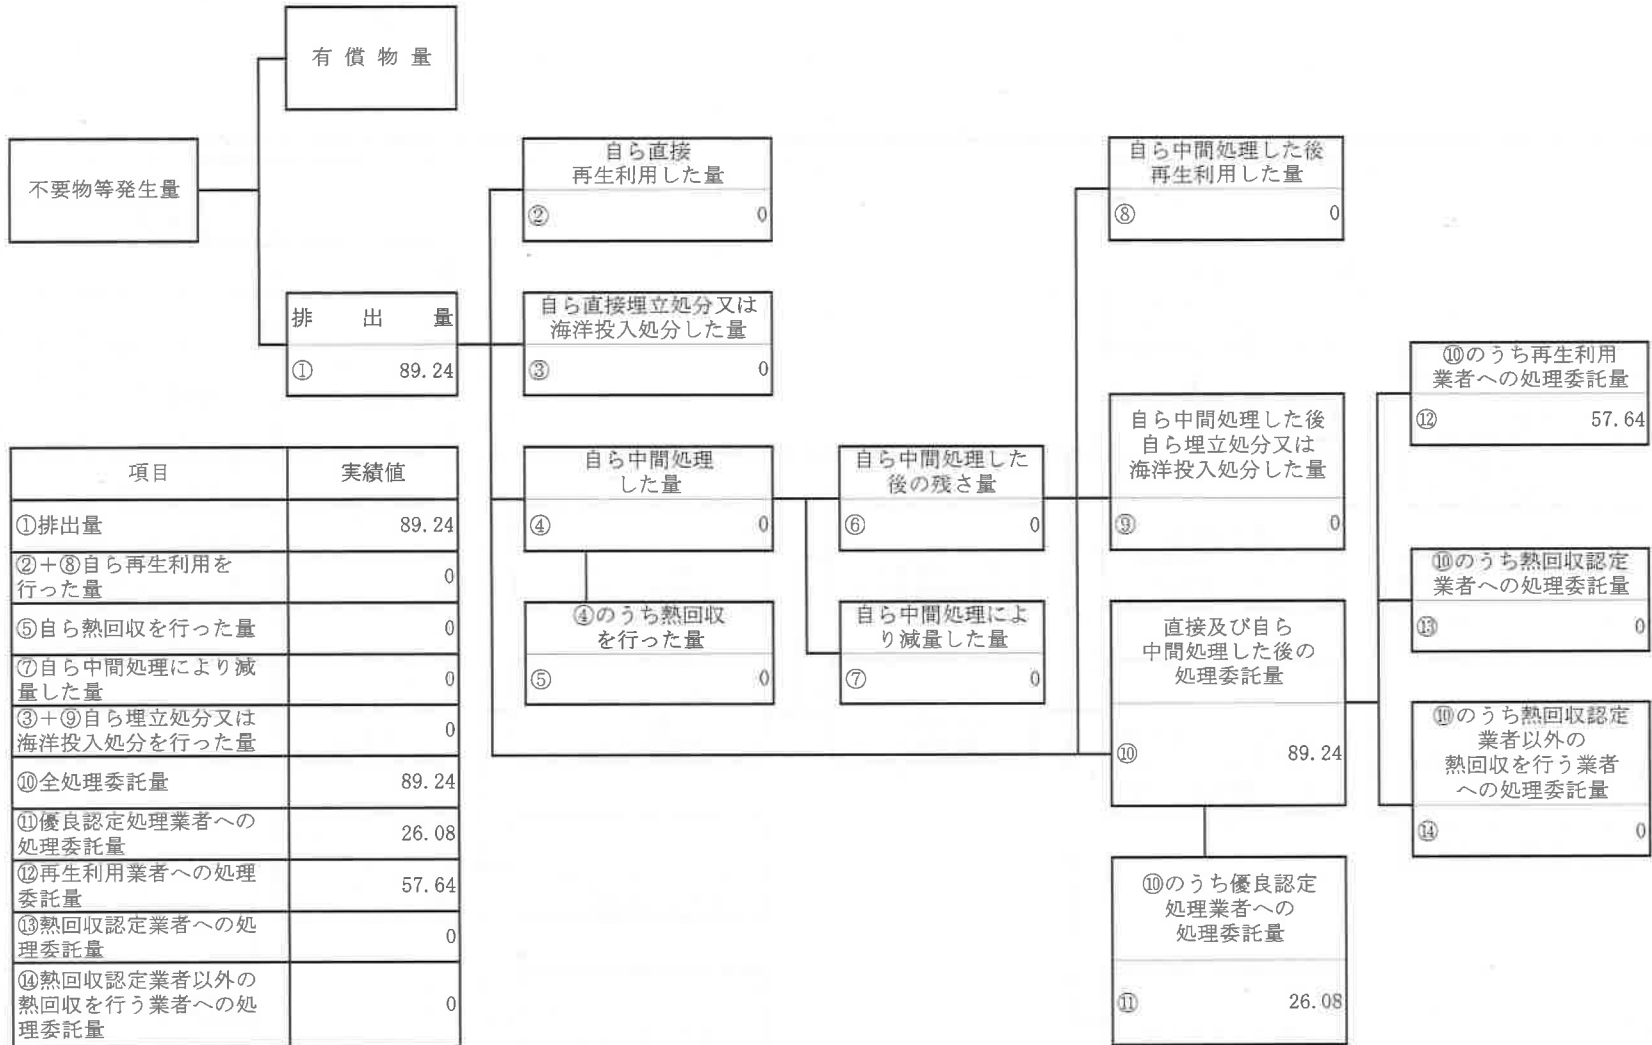 有償物量
不要物等発生量
自ら直接
再生利用した量
② 0
自ら中間処理した後
再生利用した量
⑧ 0
排出量
① 89.24
自ら直接埋立処分又は
海洋投入処分した量
③ 0
⑩のうち再生利用
業者への処理委託量
⑫ 57.64
自ら中間処理
した量
④ 0
自ら中間処理した
後の残さ量
⑥ 0
自ら中間処理した後
自ら埋立処分又は
海洋投入処分した量
⑨ 0
⑩のうち熱回収認定
業者への処理委託量
⑬ 0
④のうち熱回収
を行った量
⑤ 0
自ら中間処理によ
り減量した量
⑦ 0
直接及び自ら
中間処理した後の
処理委託量
⑩ 89.24
⑩のうち熱回収認定
業者以外の
熱回収を行う業者
への処理委託量
⑭ 0
⑩のうち優良認定
処理業者への
処理委託量
⑪ 26.08
項目 実績値
①排出量 89.24
②+⑧自ら再生利用を
行った量 0
⑤自ら熱回収を行った量 0
⑦自ら中間処理により減
量した量 0
③+⑨自ら埋立処分又は
海洋投入処分を行った量 0
⑩全処理委託量 89.24
⑪優良認定処理業者への
処理委託量 26.08
⑫再生利用業者への処理
委託量 57.64
⑬熱回収認定業者への処
理委託量 0
⑭熱回収認定業者以外の
熱回収を行う業者への処
理委託量 0